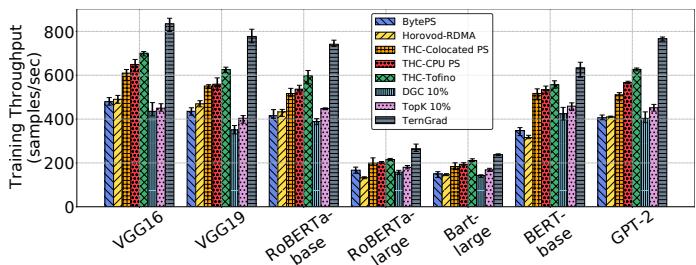 Training Throughput
(samples/sec)
800
600
400
200
0
BytePS
Horovod-RDMA
THC-Colocated PS
THC-CPU PS
THC-Tofino
DGC 10%
TopK 10%
TernGrad
VGG16
VGG19
RoBERTa-
base
RoBERTa-
large
Bart-
large
BERT-
base
GPT-2